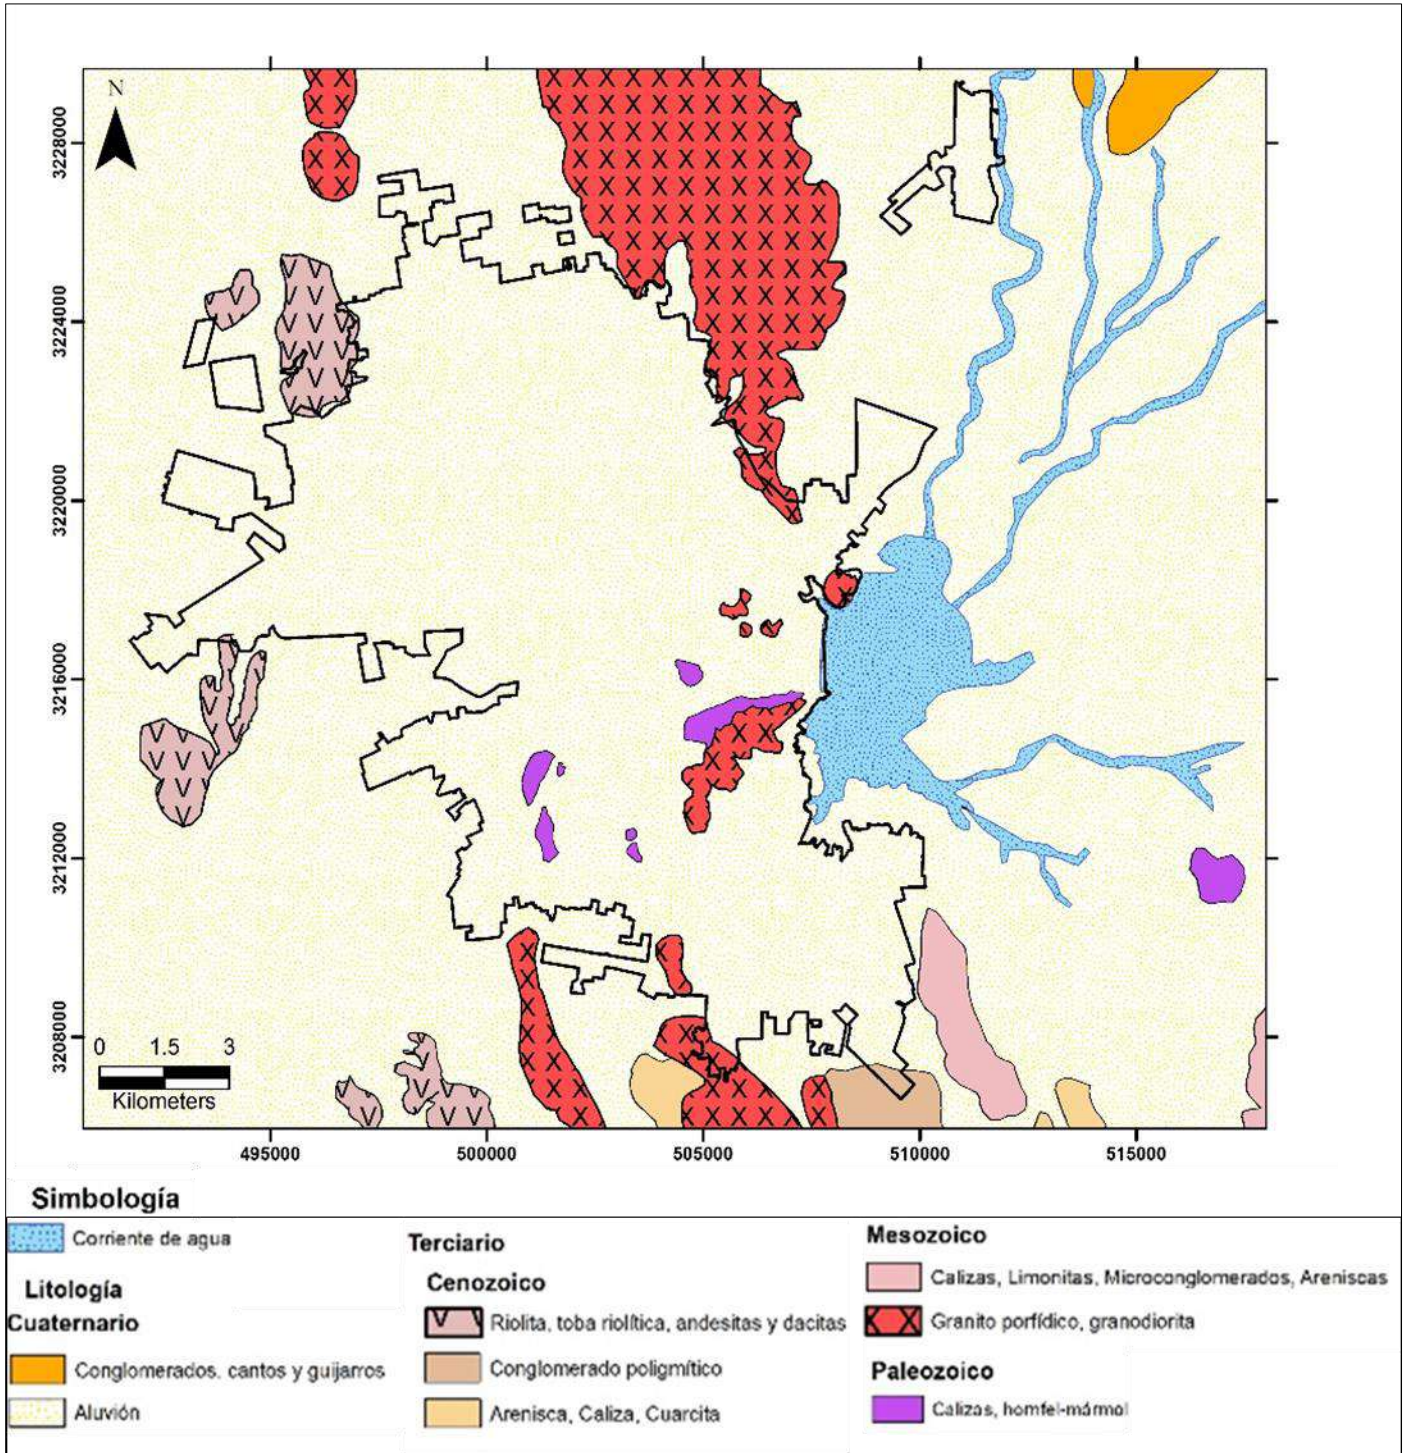 N
3228000
3224000
3220000
3216000
3212000
3208000
0 1.5 3
Kilometers
495000 500000 505000 510000 515000
Simbología
Corriente de agua
Litología
Cuaternario
Conglomerados, cantos y guijarros
Aluvión
Terciario
Cenozoico
Riolita, toba riolítica, andesitas y dacitas
Conglomerado poligmítico
Arenisca, Caliza, Cuarcita
Mesozoico
Calizas, Limonitas, Microconglomerados, Areniscas
Granito porfídico, granodiorita
Paleozoico
Calizas, homfel-mármol